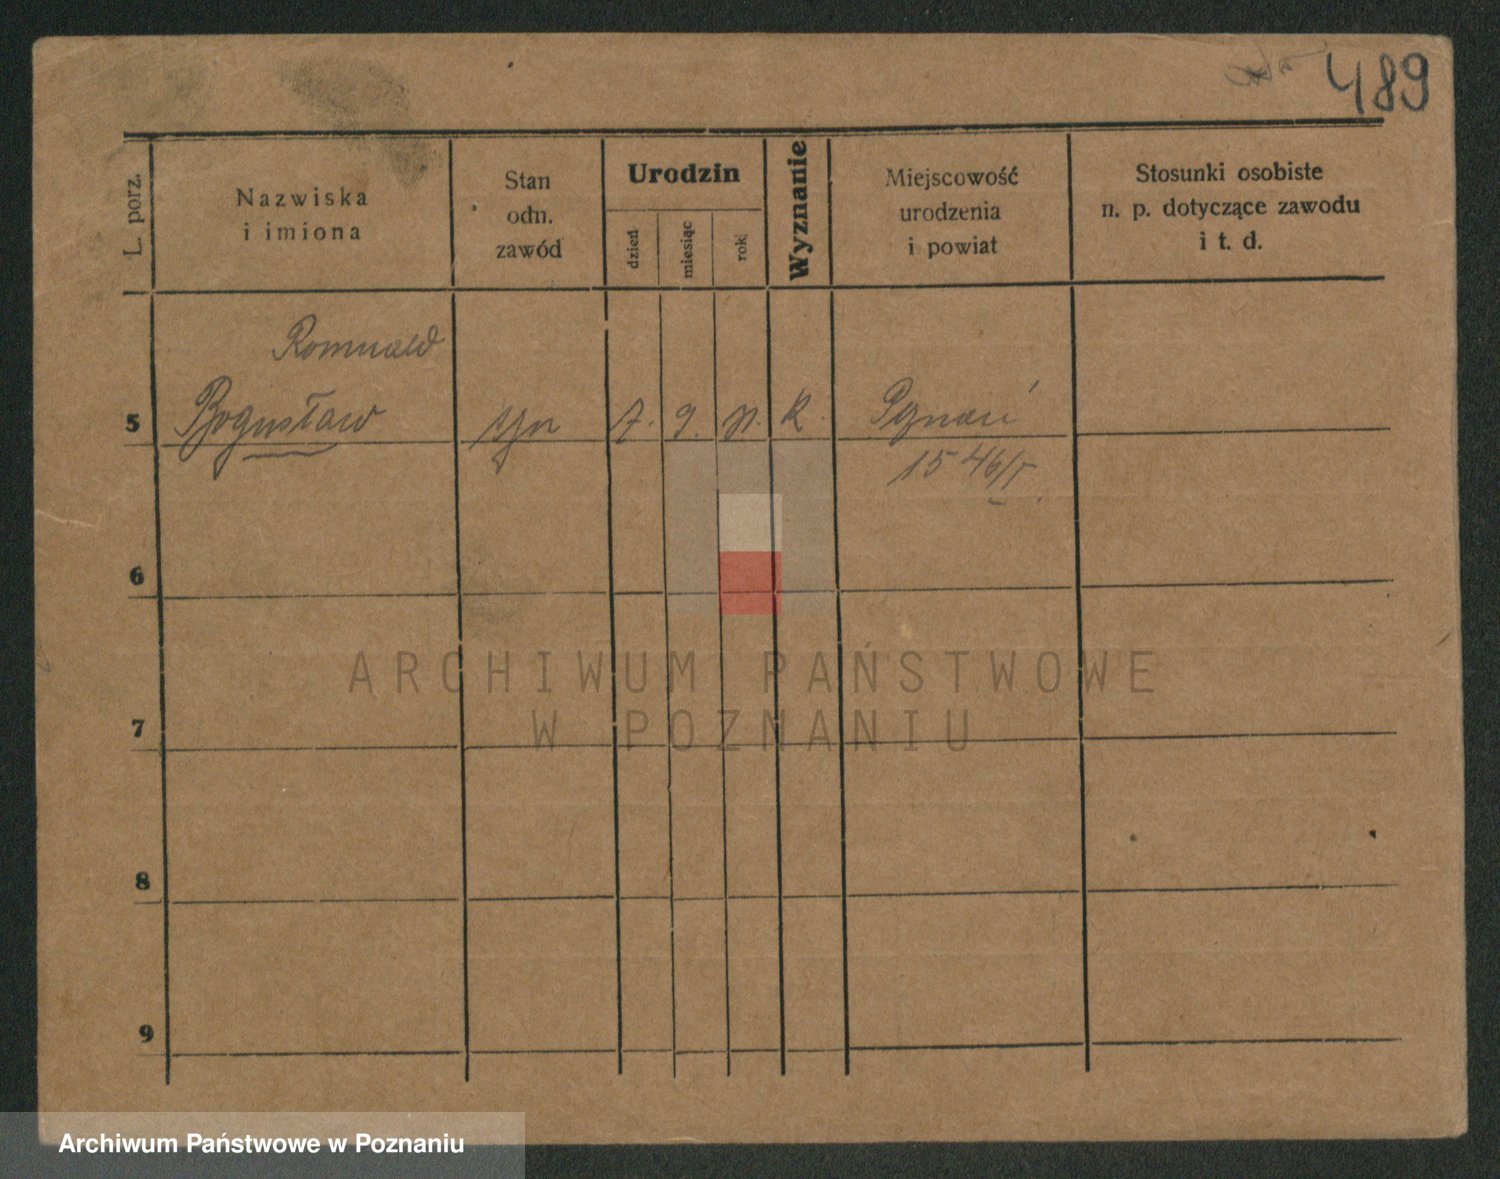 489
L. porz.
Nazwiska
i imiona
Stan
odn.
zawód
Urodzin
dzień
miesiąc
rok
Wyznanie
Miejscowość
urodzenia
i powiat
Stosunki osobiste
n. p. dotyczące zawodu
i t. d.
Romuald
5 Bogusław syn 7. 9. k. Poznań
1546/V
6
ARCHIWUM PAŃSTWOWE
W POZNANIU
7
8
9
Archiwum Państwowe w Poznaniu